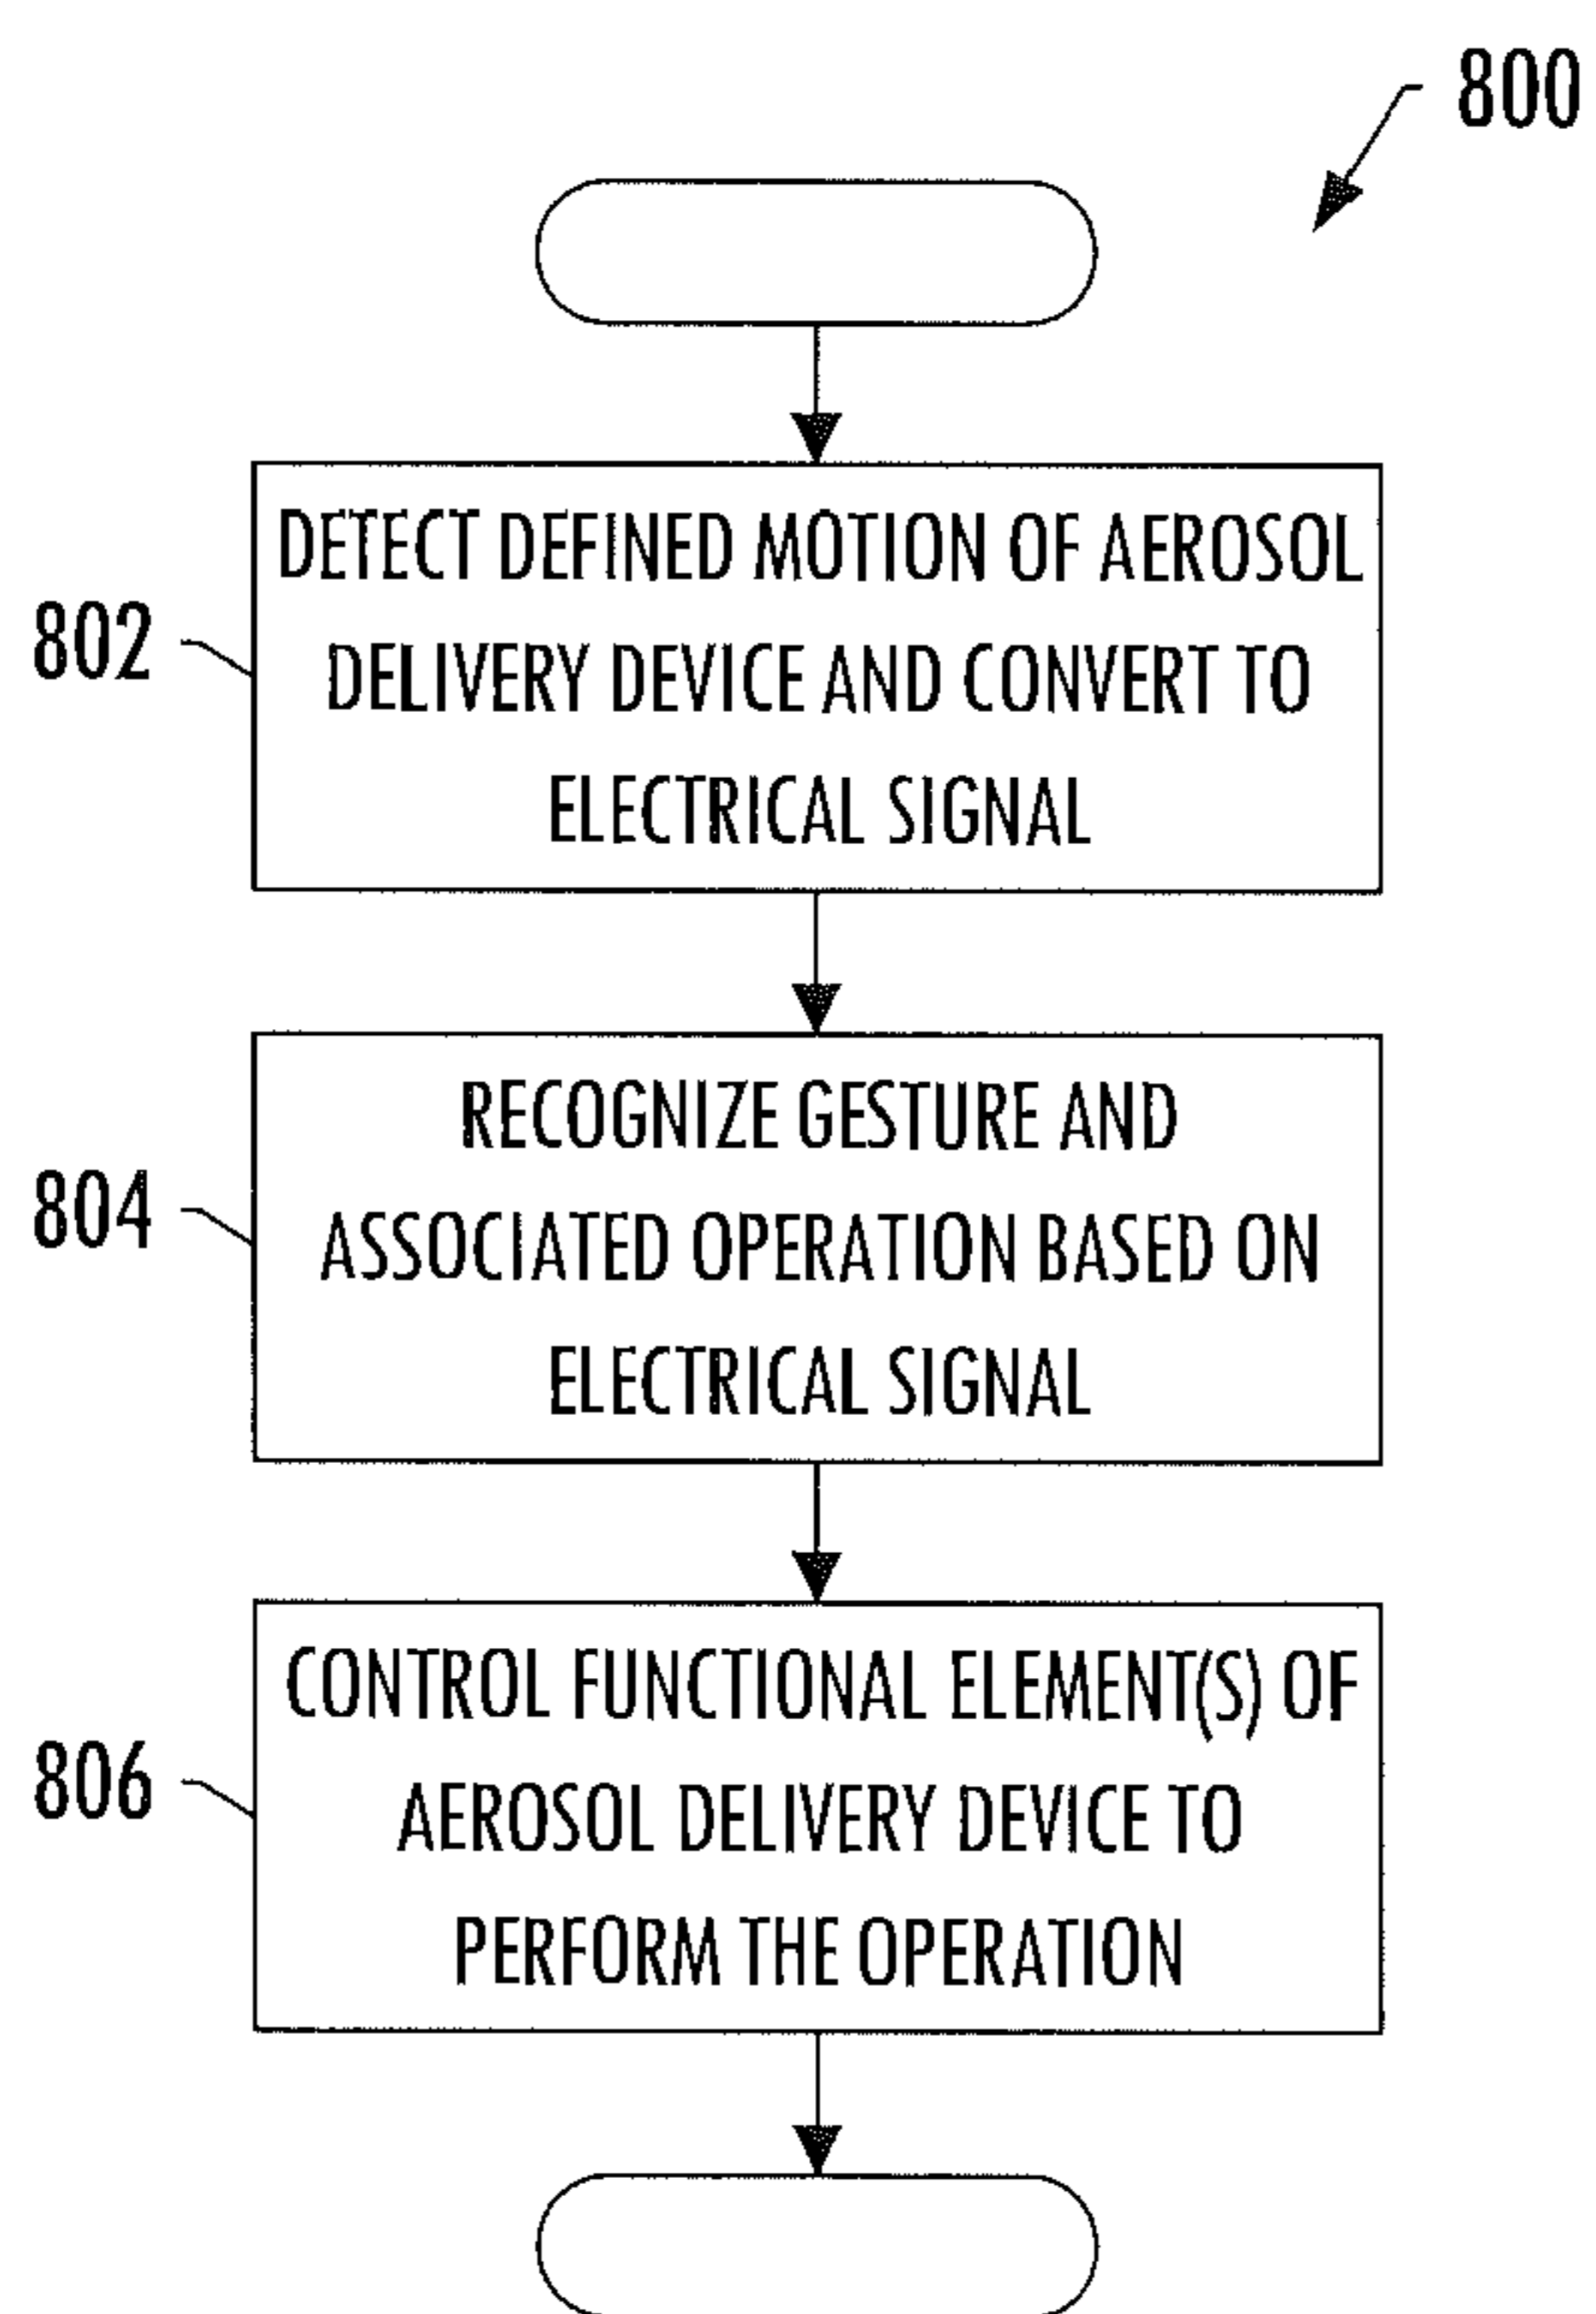 800
DETECT DEFINED MOTION OF AEROSOL
DELIVERY DEVICE AND CONVERT TO
ELECTRICAL SIGNAL
802
RECOGNIZE GESTURE AND
ASSOCIATED OPERATION BASED ON
ELECTRICAL SIGNAL
804
CONTROL FUNCTIONAL ELEMENT(S) OF
AEROSOL DELIVERY DEVICE TO
PERFORM THE OPERATION
806